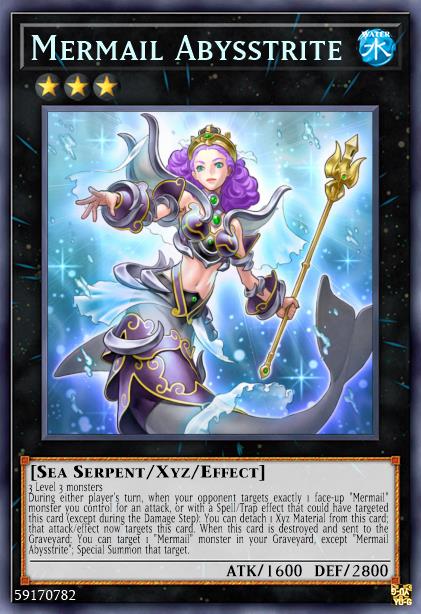 MERMAIL ABYSSTRITE
WATER
水
[SEA SERPENT/XYZ/EFFECT]
3 Level 3 monsters
During either player's turn, when your opponent targets exactly 1 face-up "Mermail"
monster you control for an attack, or with a Spell/Trap effect that could have targeted
this card (except during the Damage Step): You can detach 1 Xyz Material from this card;
that attack/effect now targets this card. When this card is destroyed and sent to the
Graveyard: You can target 1 "Mermail" monster in your Graveyard, except "Mermail
Abysstrite"; Special Summon that target.
ATK/1600 DEF/2800
59170782